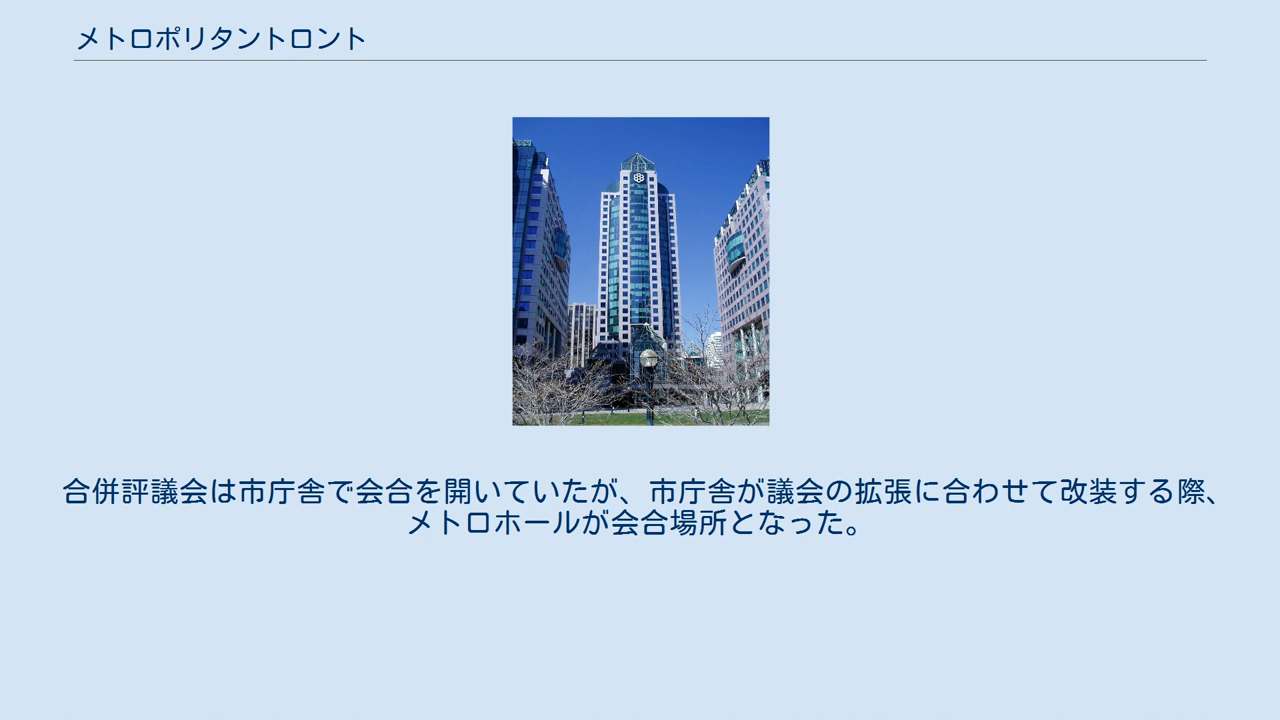 メトロポリタントロント
合併評議会は市庁舎で会合を開いていたが、市庁舎が議会の拡張に合わせて改装する際、
メトロホールが会合場所となった。